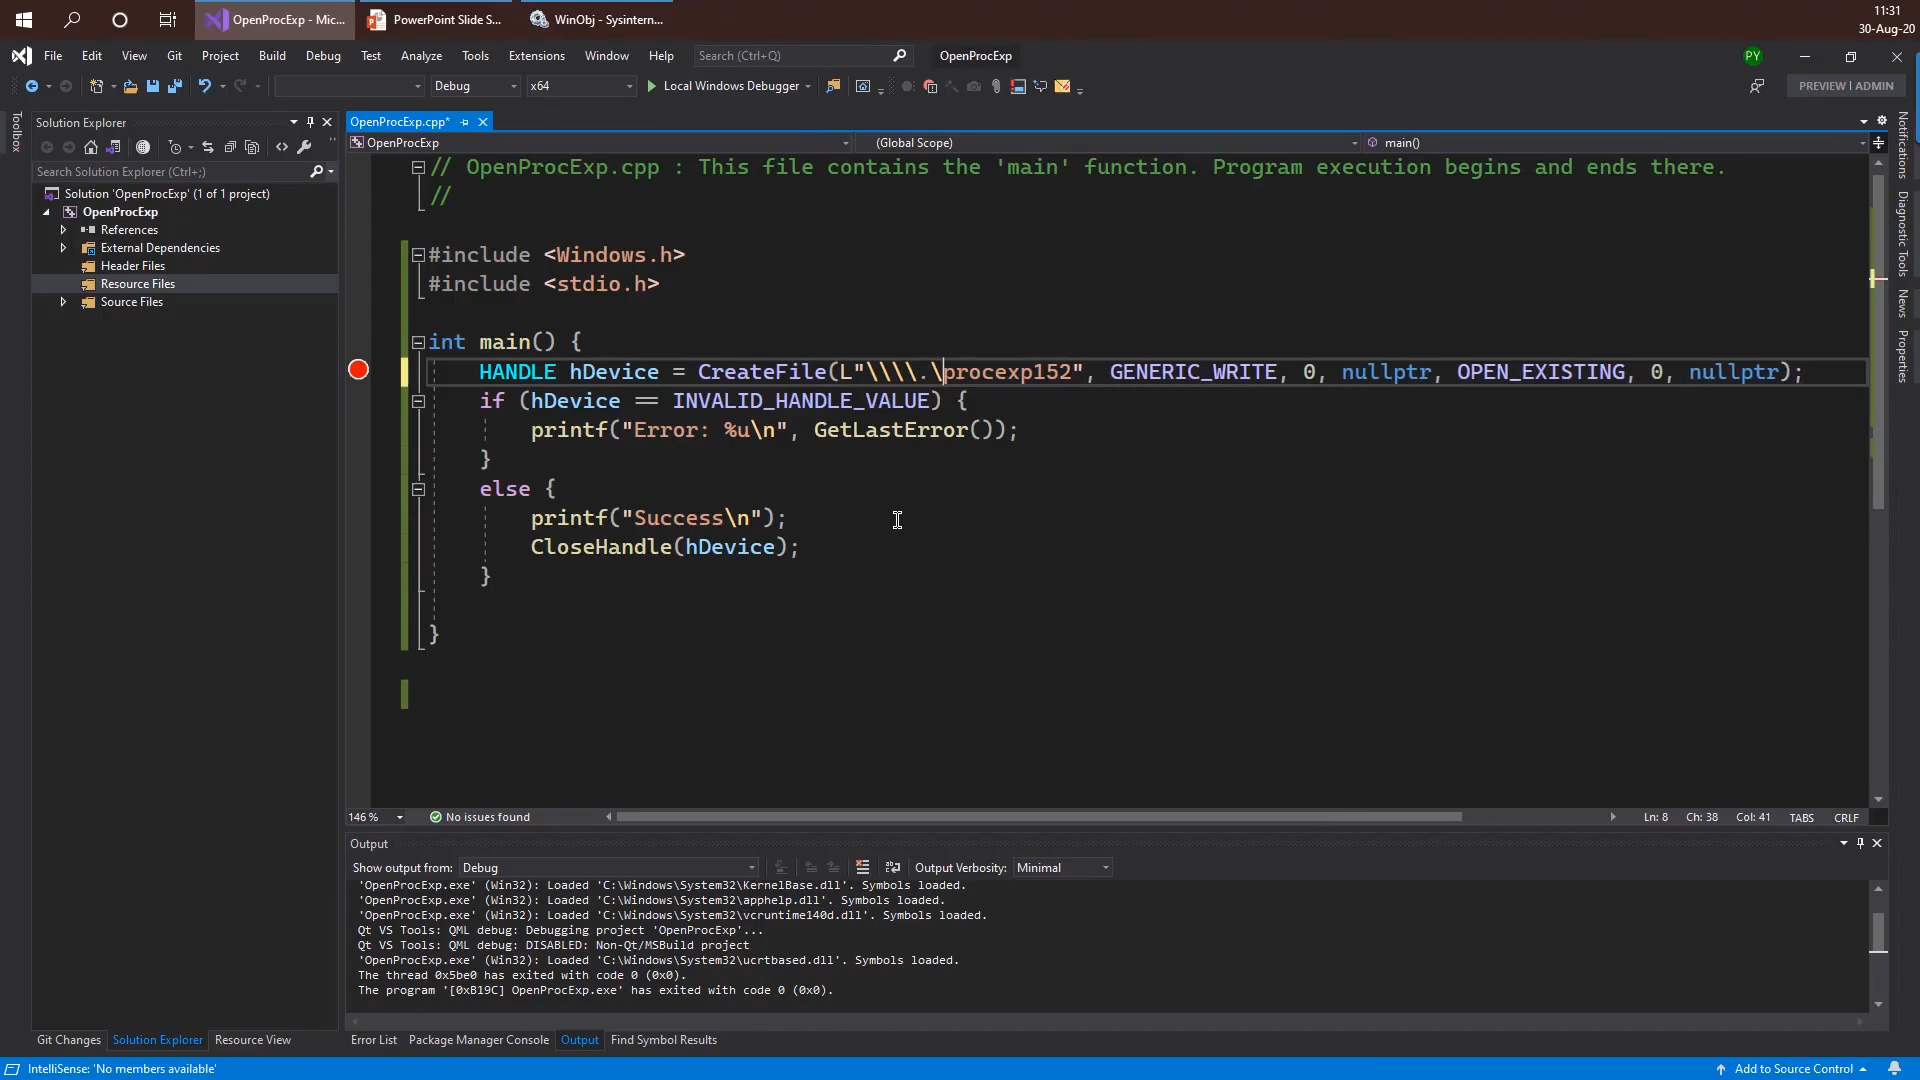 OpenProcExp - Mic...
PowerPoint Slide S...
WinObj - Sysintern...
11:31
30-Aug-20
File Edit View Git Project Build Debug Test Analyze Tools Extensions Window Help
Search (Ctrl+Q)
OpenProcExp
PY
Debug
x64
Local Windows Debugger
PREVIEW | ADMIN
Toolbox
Solution Explorer
Search Solution Explorer (Ctrl+;)
Solution 'OpenProcExp' (1 of 1 project)
OpenProcExp
References
External Dependencies
Header Files
Resource Files
Source Files
OpenProcExp.cpp*
OpenProcExp
(Global Scope)
main()
// OpenProcExp.cpp : This file contains the 'main' function. Program execution begins and ends there.
//
#include <Windows.h>
#include <stdio.h>
int main() {
HANDLE hDevice = CreateFile(L"\\\\.\procexp152", GENERIC_WRITE, 0, nullptr, OPEN_EXISTING, 0, nullptr);
if (hDevice == INVALID_HANDLE_VALUE) {
printf("Error: %u\n", GetLastError());
}
else {
printf("Success\n");
CloseHandle(hDevice);
}
}
146 %
No issues found
Ln: 8 Ch: 38 Col: 41 TABS CRLF
Output
Show output from: Debug
Output Verbosity: Minimal
'OpenProcExp.exe' (Win32): Loaded 'C:\Windows\System32\KernelBase.dll'. Symbols loaded.
'OpenProcExp.exe' (Win32): Loaded 'C:\Windows\System32\apphelp.dll'. Symbols loaded.
'OpenProcExp.exe' (Win32): Loaded 'C:\Windows\System32\vcruntime140d.dll'. Symbols loaded.
Qt VS Tools: QML debug: Debugging project 'OpenProcExp'...
Qt VS Tools: QML debug: DISABLED: Non-Qt/MSBuild project
'OpenProcExp.exe' (Win32): Loaded 'C:\Windows\System32\ucrtbased.dll'. Symbols loaded.
The thread 0x5be0 has exited with code 0 (0x0).
The program '[0xB19C] OpenProcExp.exe' has exited with code 0 (0x0).
Git Changes Solution Explorer Resource View
Error List Package Manager Console Output Find Symbol Results
Notifications
Diagnostic Tools
News
Properties
IntelliSense: 'No members available'
Add to Source Control